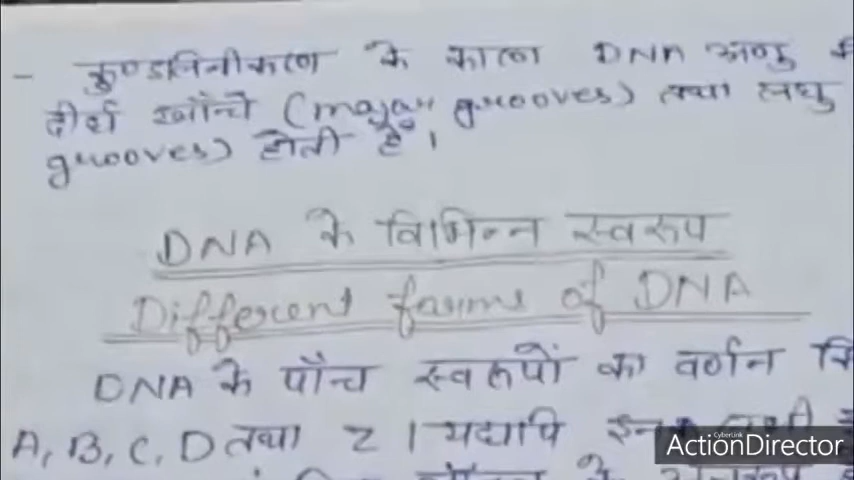 - कुण्डलिनीकरण के कारण DNA अणु
दीर्घ खाँचे (major grooves) तथा लघु
grooves) होती है।
DNA के विभिन्न स्वरूप
Different forms of DNA
DNA के पाँच स्वरूपों का वर्णन
A, B, C, D तथा Z । यद्यपि
CyberLink
ActionDirector